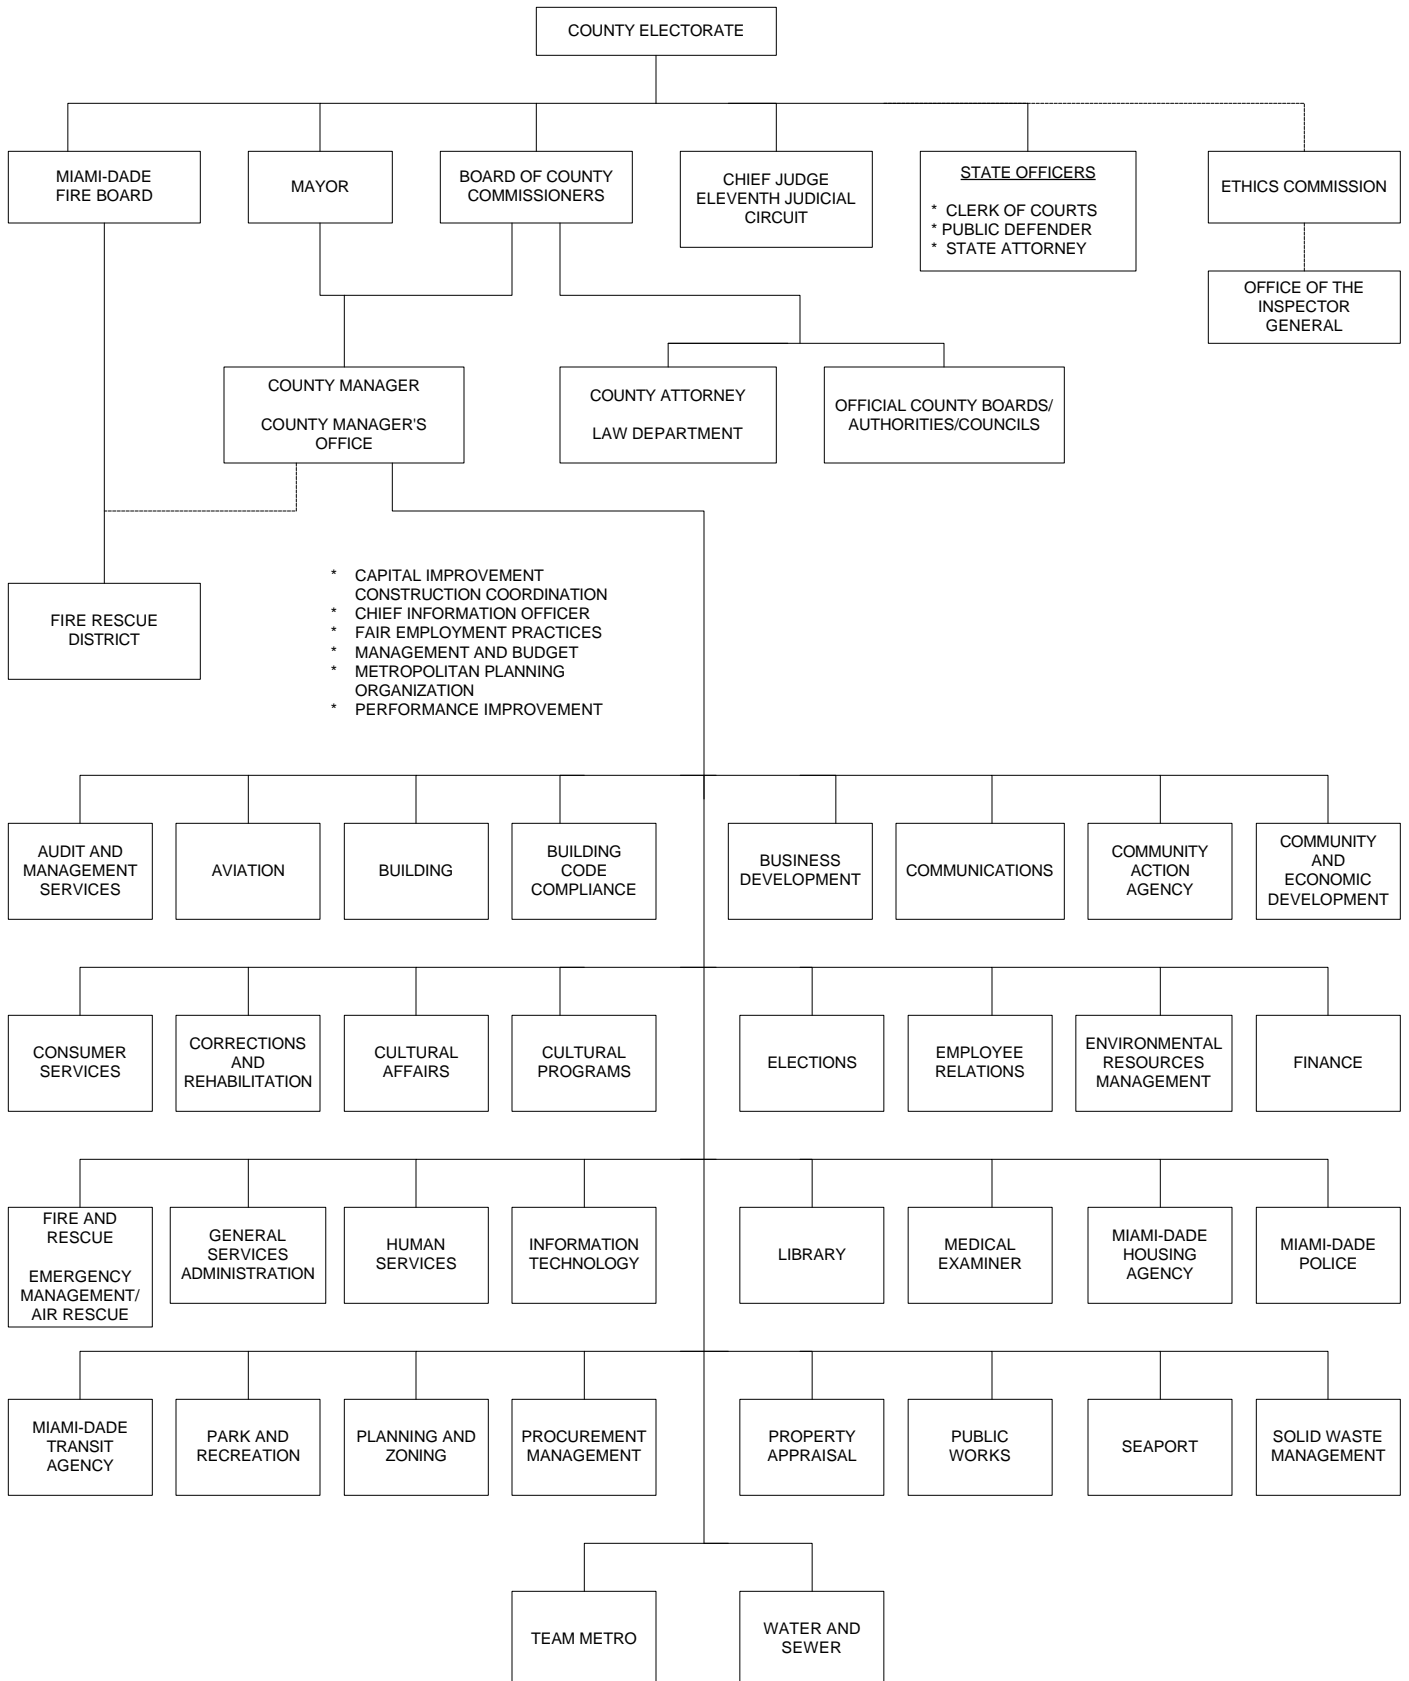 COUNTY ELECTORATE
MIAMI-DADE
FIRE BOARD
MAYOR
BOARD OF COUNTY
COMMISSIONERS
CHIEF JUDGE
ELEVENTH JUDICIAL
CIRCUIT
STATE OFFICERS
* CLERK OF COURTS
* PUBLIC DEFENDER
* STATE ATTORNEY
ETHICS COMMISSION
OFFICE OF THE
INSPECTOR
GENERAL
COUNTY MANAGER
COUNTY MANAGER'S
OFFICE
COUNTY ATTORNEY
LAW DEPARTMENT
OFFICIAL COUNTY BOARDS/
AUTHORITIES/COUNCILS
FIRE RESCUE
DISTRICT
* CAPITAL IMPROVEMENT
CONSTRUCTION COORDINATION
* CHIEF INFORMATION OFFICER
* FAIR EMPLOYMENT PRACTICES
* MANAGEMENT AND BUDGET
* METROPOLITAN PLANNING
ORGANIZATION
* PERFORMANCE IMPROVEMENT
AUDIT AND
MANAGEMENT
SERVICES
AVIATION
BUILDING
BUILDING
CODE
COMPLIANCE
BUSINESS
DEVELOPMENT
COMMUNICATIONS
COMMUNITY
ACTION
AGENCY
COMMUNITY
AND
ECONOMIC
DEVELOPMENT
CONSUMER
SERVICES
CORRECTIONS
AND
REHABILITATION
CULTURAL
AFFAIRS
CULTURAL
PROGRAMS
ELECTIONS
EMPLOYEE
RELATIONS
ENVIRONMENTAL
RESOURCES
MANAGEMENT
FINANCE
FIRE AND
RESCUE
EMERGENCY
MANAGEMENT/
AIR RESCUE
GENERAL
SERVICES
ADMINISTRATION
HUMAN
SERVICES
INFORMATION
TECHNOLOGY
LIBRARY
MEDICAL
EXAMINER
MIAMI-DADE
HOUSING
AGENCY
MIAMI-DADE
POLICE
MIAMI-DADE
TRANSIT
AGENCY
PARK AND
RECREATION
PLANNING AND
ZONING
PROCUREMENT
MANAGEMENT
PROPERTY
APPRAISAL
PUBLIC
WORKS
SEAPORT
SOLID WASTE
MANAGEMENT
TEAM METRO
WATER AND
SEWER